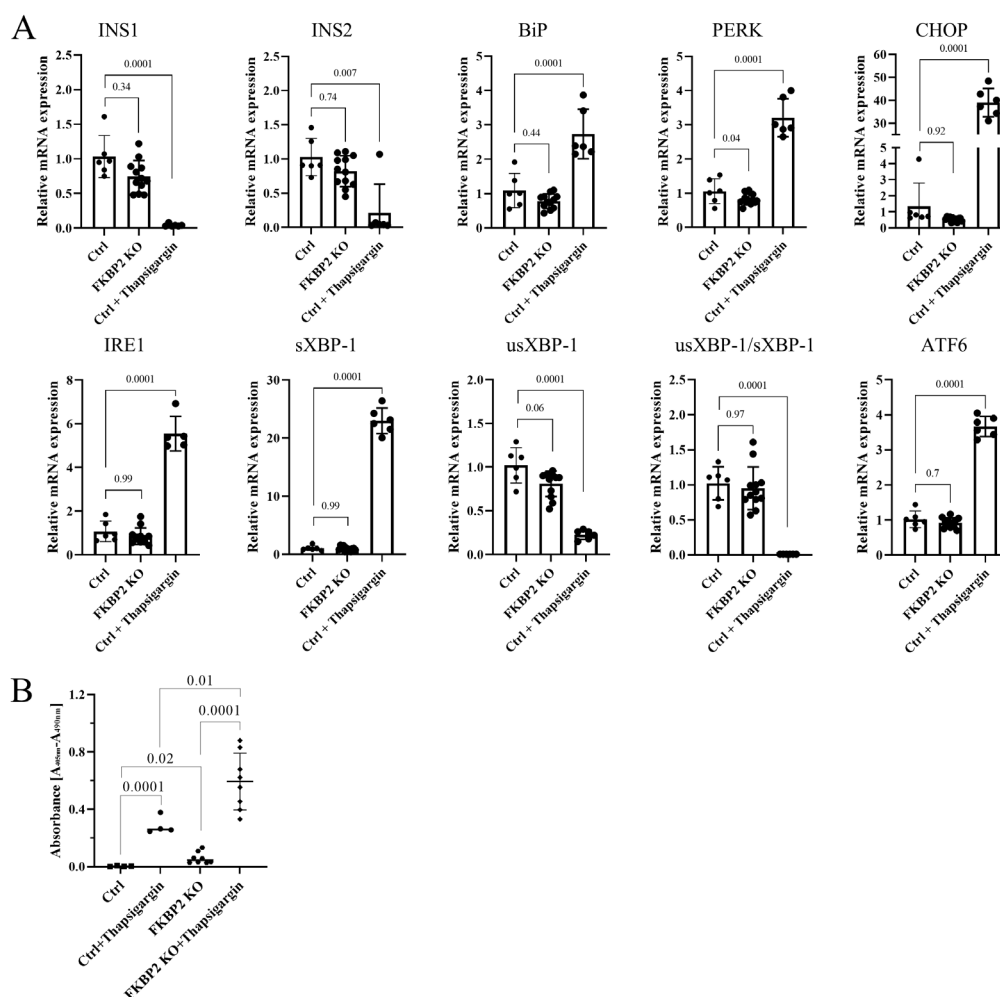 A
INS1
INS2
BiP
PERK
CHOP
Relative mRNA expression
2.5
2.0
1.5
1.0
0.5
0.0
0.0001
0.34
Ctrl
FKBP2 KO
Ctrl + Thapsigargin
Relative mRNA expression
2.5
2.0
1.5
1.0
0.5
0.0
0.007
0.74
Ctrl
FKBP2 KO
Ctrl + Thapsigargin
Relative mRNA expression
5
4
3
2
1
0
0.0001
0.44
Ctrl
FKBP2 KO
Ctrl + Thapsigargin
Relative mRNA expression
5
4
3
2
1
0
0.0001
0.04
Ctrl
FKBP2 KO
Ctrl + Thapsigargin
Relative mRNA expression
60
50
40
30
5
4
3
2
1
0
0.0001
0.92
Ctrl
FKBP2 KO
Ctrl + Thapsigargin
IRE1
sXBP-1
usXBP-1
usXBP-1/sXBP-1
ATF6
Relative mRNA expression
8
6
4
2
0
0.0001
0.99
Ctrl
FKBP2 KO
Ctrl + Thapsigargin
Relative mRNA expression
30
20
10
0
0.0001
0.99
Ctrl
FKBP2 KO
Ctrl + Thapsigargin
Relative mRNA expression
2.0
1.5
1.0
0.5
0.0
0.0001
0.06
Ctrl
FKBP2 KO
Ctrl + Thapsigargin
Relative mRNA expression
2.5
2.0
1.5
1.0
0.5
0.0
0.0001
0.97
Ctrl
FKBP2 KO
Ctrl + Thapsigargin
Relative mRNA expression
6
4
2
0
0.0001
0.7
Ctrl
FKBP2 KO
Ctrl + Thapsigargin
B
Absorbance [A405nm-A490nm]
1.2
0.8
0.4
0.0
0.01
0.0001
0.02
0.0001
Ctrl
Ctrl+Thapsigargin
FKBP2 KO
FKBP2 KO+Thapsigargin